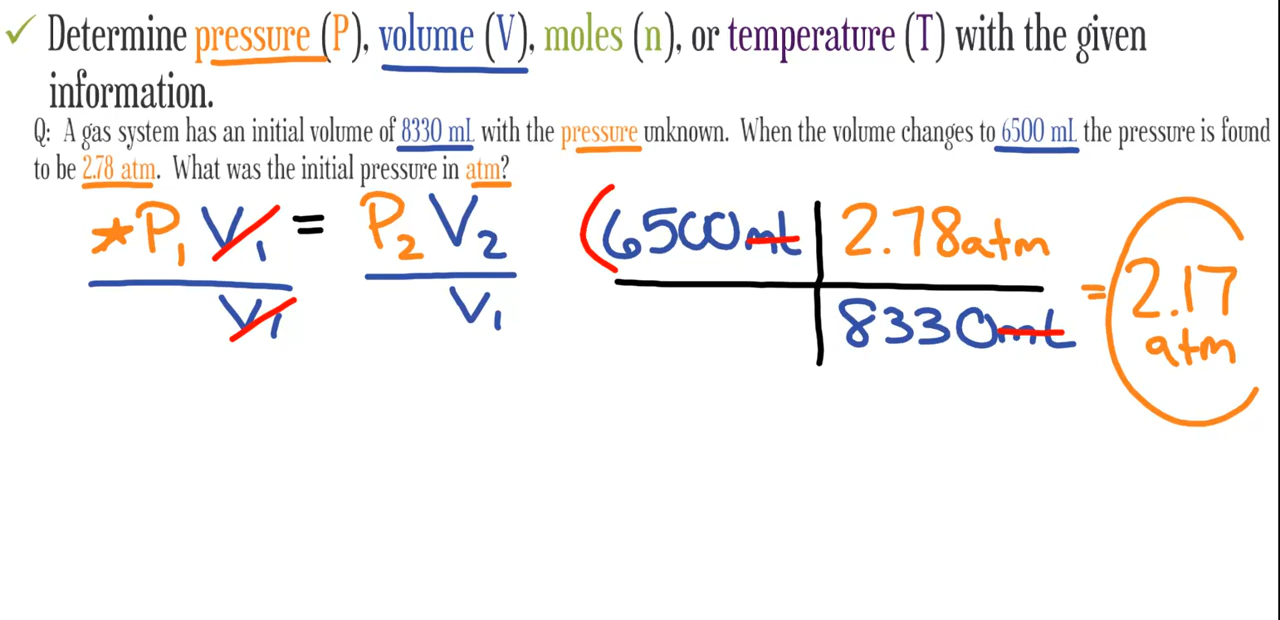 ✓ Determine pressure (P), volume (V), moles (n), or temperature (T) with the given
information.
Q: A gas system has an initial volume of 8330 mL with the pressure unknown. When the volume changes to 6500 mL the pressure is found
to be 2.78 atm. What was the initial pressure in atm?
*P₁ V₁ = P₂ V₂
V₁ V₁
(6500mL 2.78atm
8330mL
= 2.17
atm